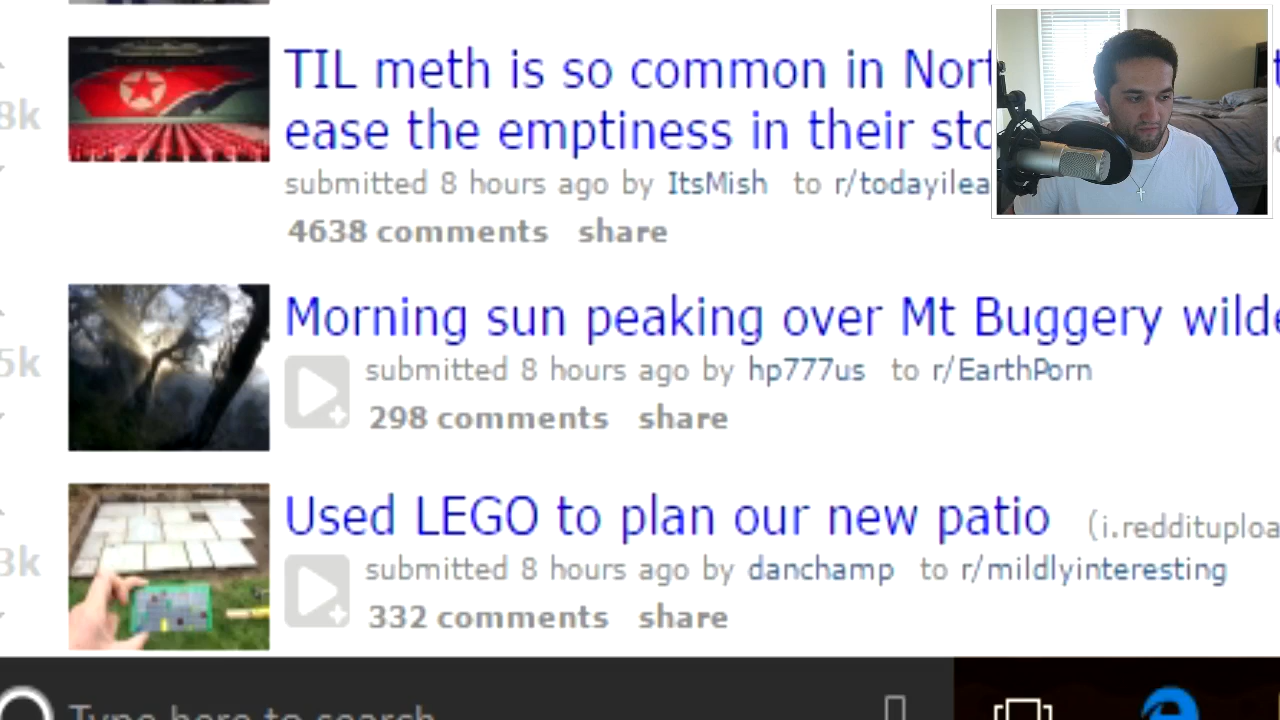 8k
TIL meth is so common in Nort
ease the emptiness in their sto
submitted 8 hours ago by ItsMish to r/todayilea
4638 comments share
5k
Morning sun peaking over Mt Buggery wilde
submitted 8 hours ago by hp777us to r/EarthPorn
298 comments share
3k
Used LEGO to plan our new patio (i.reddituploa
submitted 8 hours ago by danchamp to r/mildlyinteresting
332 comments share
Type here to search